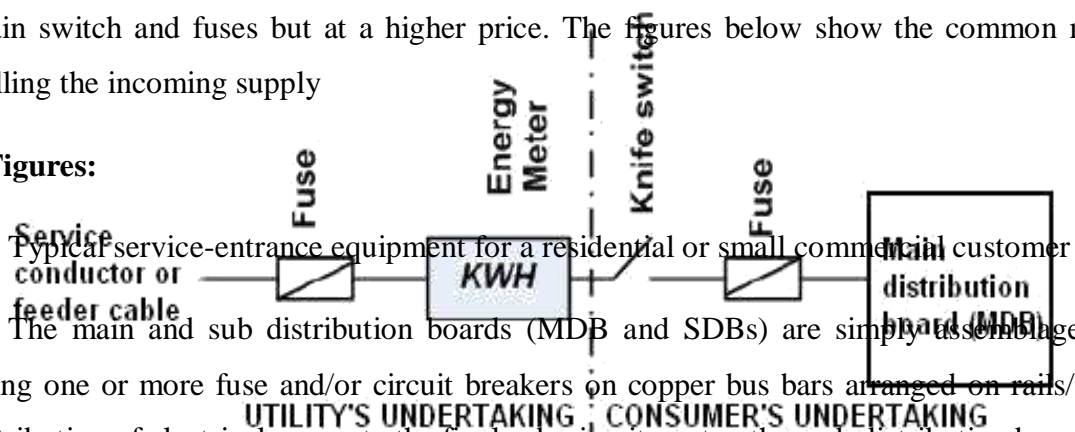 in switch and fuses but at a higher price. The figures below show the common
lling the incoming supply
Figures:
Fuse
Energy
Meter
Knife switch
Fuse
Service
conductor or
feeder cable
KWH
Main
distribution
board (MDB)
Typical service-entrance equipment for a residential or small commercial customer
The main and sub distribution boards (MDB and SDBs) are simply assemblage
ng one or more fuse and/or circuit breakers on copper bus bars arranged on rails/
UTILITY'S UNDERTAKING
CONSUMER'S UNDERTAKING